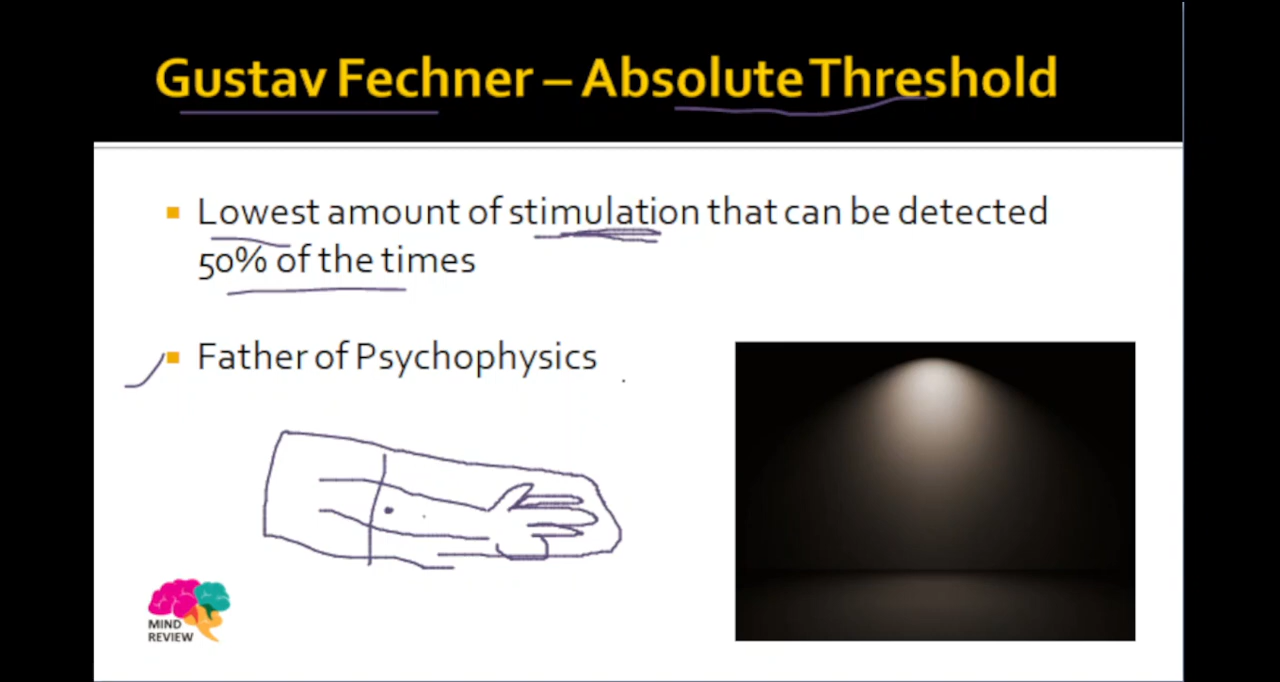 Gustav Fechner – Absolute Threshold
Lowest amount of stimulation that can be detected
50% of the times
Father of Psychophysics
MIND
REVIEW